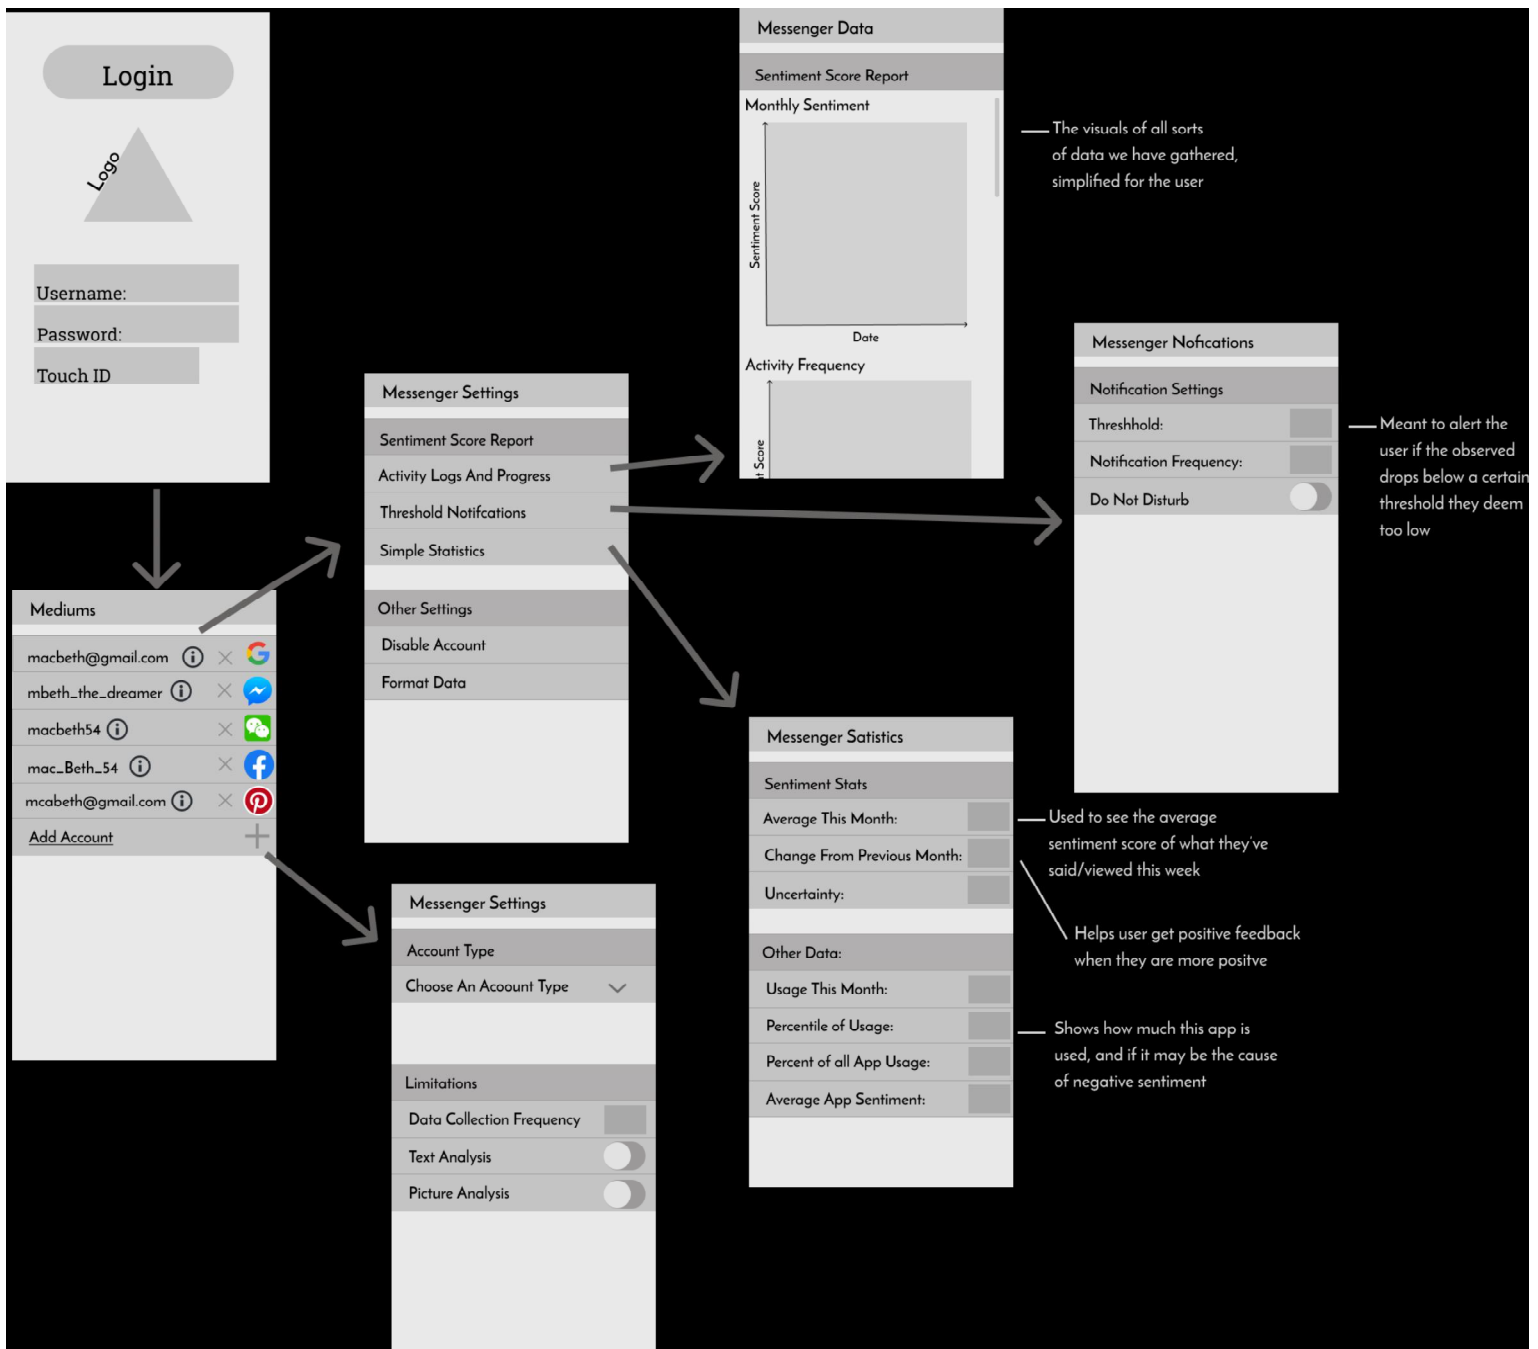 Login
Logo
Username:
Password:
Touch ID
Mediums
macbeth@gmail.com
mbeth_the_dreamer
macbeth54
mac_Beth_54
mcabeth@gmail.com
Add Account
Messenger Settings
Sentiment Score Report
Activity Logs And Progress
Threshold Notifcations
Simple Statistics
Other Settings
Disable Account
Format Data
Messenger Settings
Account Type
Choose An Acoount Type
Limitations
Data Collection Frequency
Text Analysis
Picture Analysis
Messenger Data
Sentiment Score Report
Monthly Sentiment
Sentiment Score
Date
Activity Frequency
t Score
The visuals of all sorts
of data we have gathered,
simplified for the user
Messenger Nofications
Notification Settings
Threshhold:
Notification Frequency:
Do Not Disturb
Meant to alert the
user if the observed
drops below a certain
threshold they deem
too low
Messenger Satistics
Sentiment Stats
Average This Month:
Change From Previous Month:
Uncertainty:
Other Data:
Usage This Month:
Percentile of Usage:
Percent of all App Usage:
Average App Sentiment:
Used to see the average
sentiment score of what they've
said/viewed this week
Helps user get positive feedback
when they are more positve
Shows how much this app is
used, and if it may be the cause
of negative sentiment